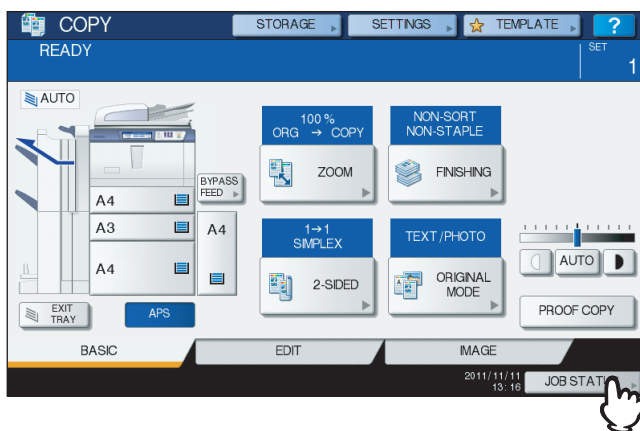 COPY
STORAGE
SETTINGS
TEMPLATE
?
READY
SET
1
AUTO
100 %
ORG → COPY
NON-SORT
NON-STAPLE
ZOOM
FINISHING
BYPASS
FEED
A4
A3
A4
A4
1→1
SIMPLEX
TEXT/PHOTO
2-SIDED
ORIGINAL
MODE
AUTO
EXIT
TRAY
APS
PROOF COPY
BASIC
EDIT
IMAGE
2011/11/11
13:16
JOB STAT